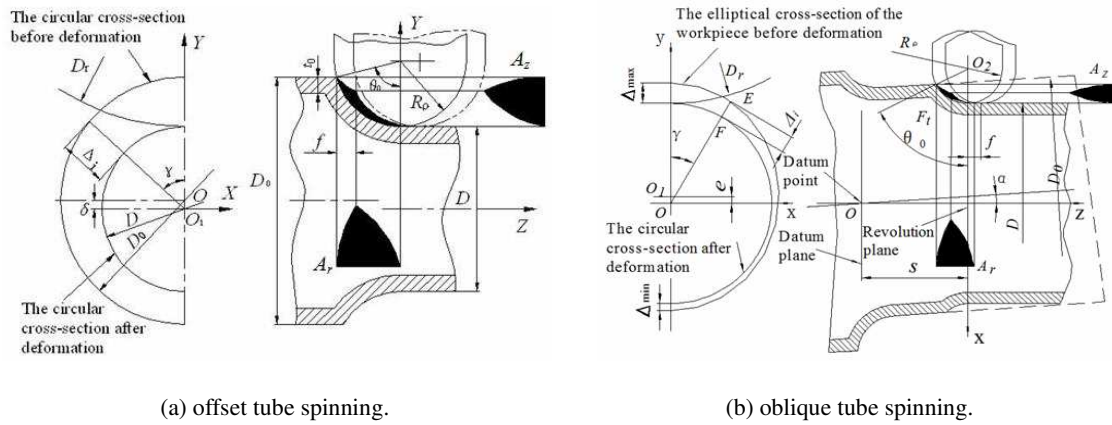 The circular cross-section
before deformation
Y
Dr
Δi
γ
X
δ
O
O1
D
D0
The circular
cross-section after
deformation
Y
t0
θ0
Rρ
Az
f
D0
D
Z
Ar
The elliptical cross-section of the
workpiece before deformation
y
Rρ
O2
Az
Δmax
Dr
E
F
Δi
γ
Ft
θ0
f
Datum
point
α
D0
O1
e
O
x
O
D
z
The circular
cross-section after
deformation
Datum
plane
Revolution
plane
s
Ar
Δmin
x
(a) offset tube spinning.
(b) oblique tube spinning.